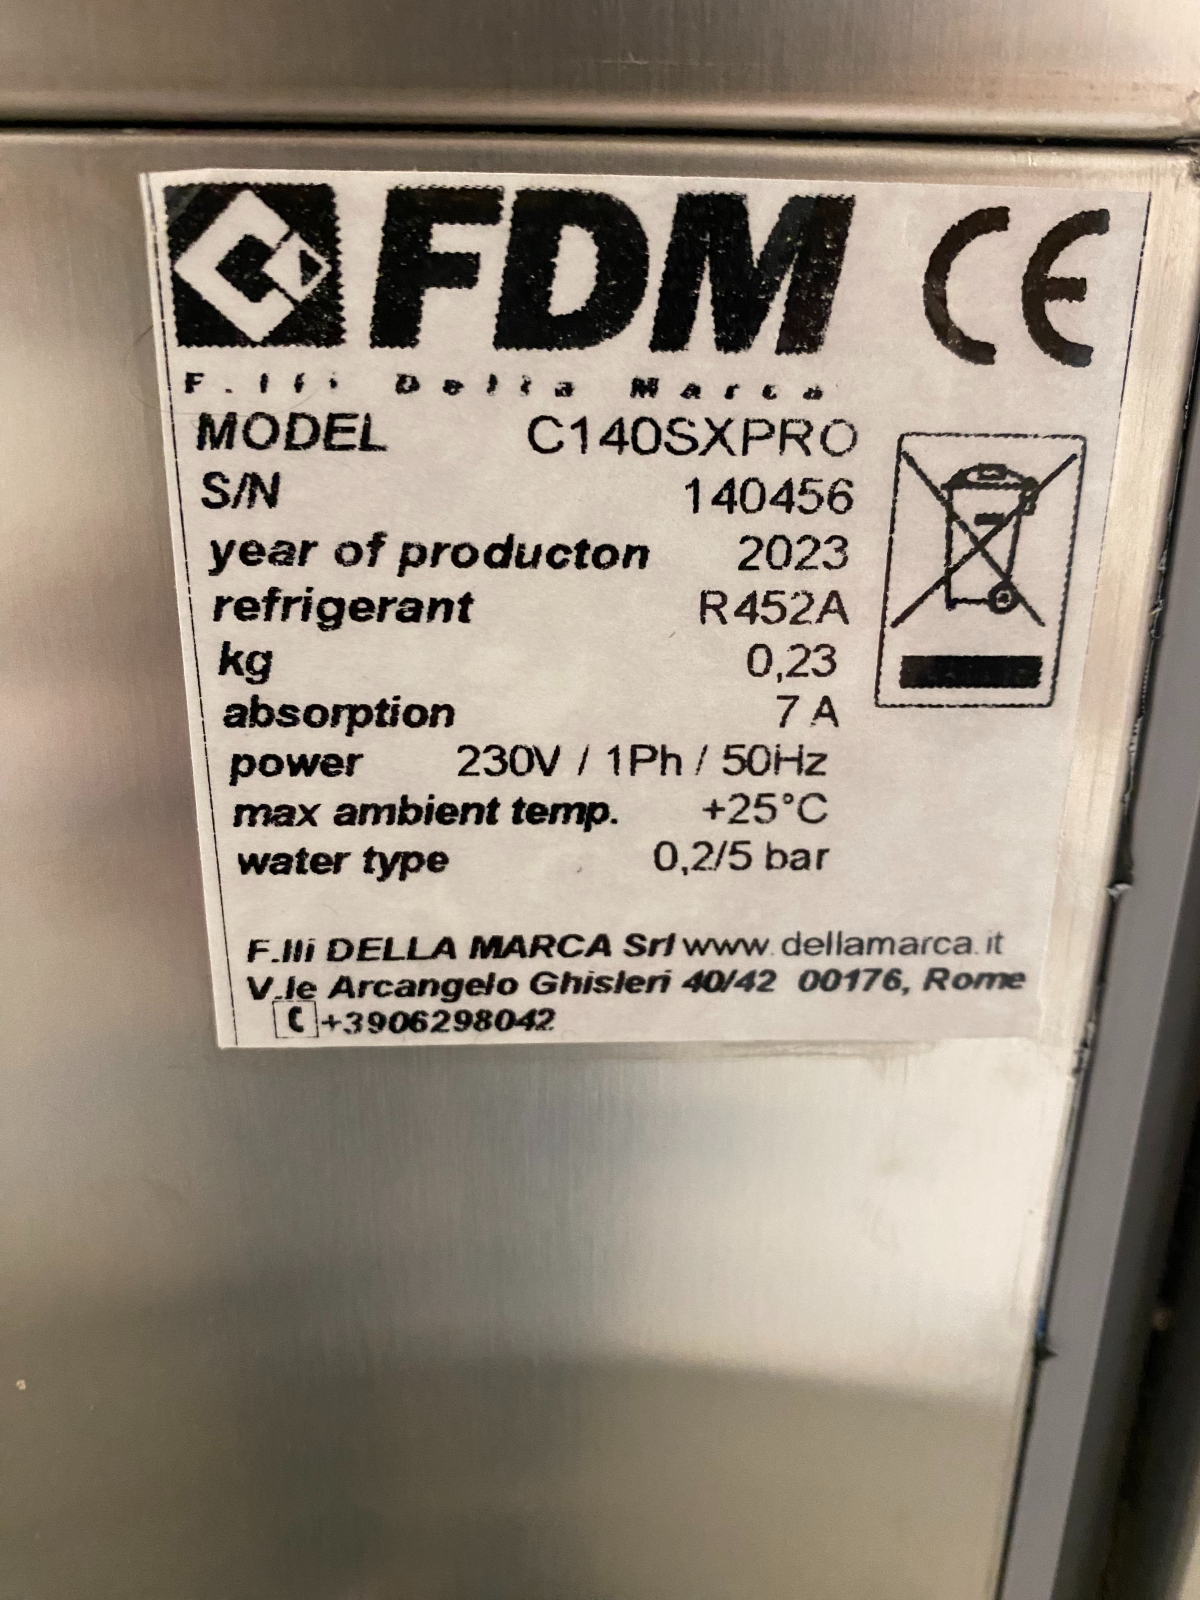 FDM CE
F.lli Della Marca
MODEL C140SXPRO
S/N 140456
year of producton 2023
refrigerant R452A
kg 0,23
absorption 7 A
power 230V / 1Ph / 50Hz
max ambient temp. +25°C
water type 0,2/5 bar
F.lli DELLA MARCA Srl www.dellamarca.it
V.le Arcangelo Ghisleri 40/42 00176, Rome
+3906298042